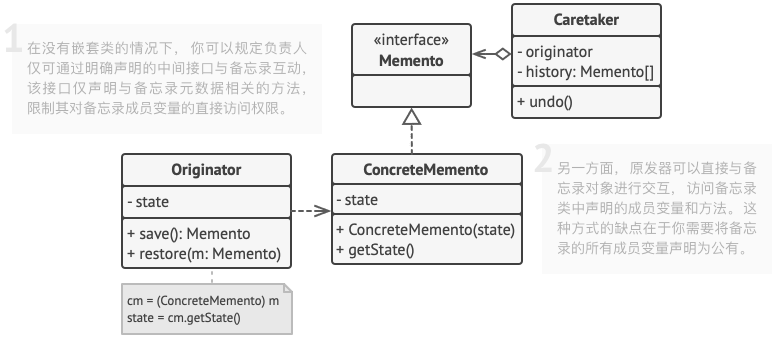 1
在没有嵌套类的情况下， 你可以规定负责人
仅可通过明确声明的中间接口与备忘录互动，
该接口仅声明与备忘录元数据相关的方法，
限制其对备忘录成员变量的直接访问权限。
«interface»
Memento
Caretaker
- originator
- history: Memento[]
+ undo()
Originator
- state
+ save(): Memento
+ restore(m: Memento)
ConcreteMemento
- state
+ ConcreteMemento(state)
+ getState()
2
另一方面， 原发器可以直接与备
忘录对象进行交互， 访问备忘录
类中声明的成员变量和方法。 这
种方式的缺点在于你需要将备忘
录的所有成员变量声明为公有。
cm = (ConcreteMemento) m
state = cm.getState()